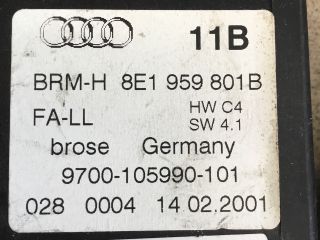 11B
BRM-H 8E1 959 801B
FA-LL HW C4
SW 4.1
brose Germany
9700-105990-101
028 0004 14 02.2001